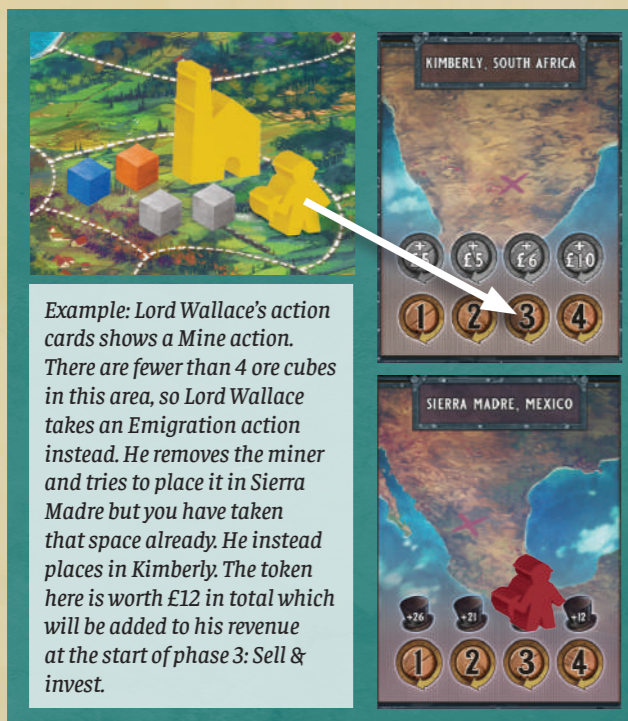 KIMBERLY, SOUTH AFRICA
+£5 +£5 +£6 +£10
1 2 3 4
Example: Lord Wallace's action
cards shows a Mine action.
There are fewer than 4 ore cubes
in this area, so Lord Wallace
takes an Emigration action
instead. He removes the miner
and tries to place it in Sierra
Madre but you have taken
that space already. He instead
places in Kimberly. The token
here is worth £12 in total which
will be added to his revenue
at the start of phase 3: Sell &
invest.
SIERRA MADRE, MEXICO
+26 +21 +12
1 2 3 4